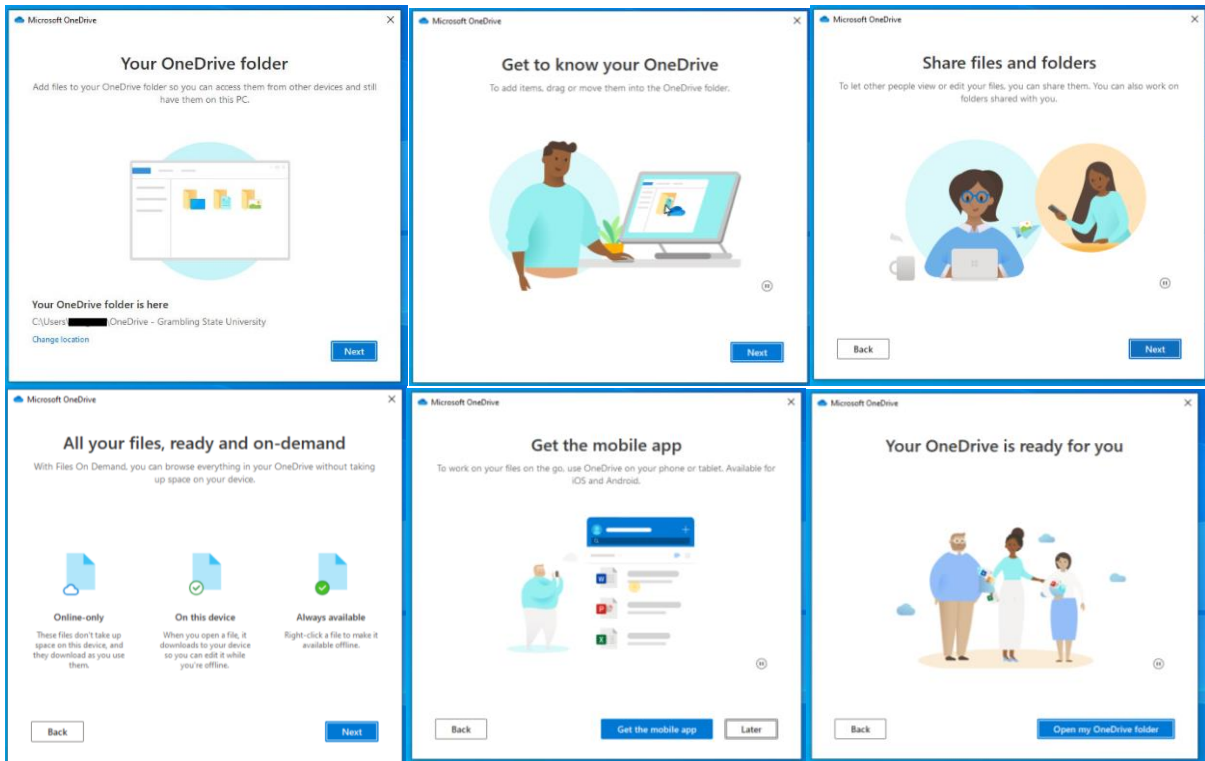 Microsoft OneDrive
Your OneDrive folder
Add files to your OneDrive folder so you can access them from other devices and still
have them on this PC.
Your OneDrive folder is here
C:\Users\ \OneDrive - Grambling State University
Change location
Next
Microsoft OneDrive
Get to know your OneDrive
To add items, drag or move them into the OneDrive folder.
Next
Microsoft OneDrive
Share files and folders
To let other people view or edit your files, you can share them. You can also work on
folders shared with you.
Back
Next
Microsoft OneDrive
All your files, ready and on-demand
With Files On Demand, you can browse everything in your OneDrive without taking
up space on your device.
Online-only
These files don't take up
space on this device, and
they download as you use
them.
On this device
When you open a file, it
downloads to your device
so you can edit it while
you're offline.
Always available
Right-click a file to make it
available offline.
Back
Next
Microsoft OneDrive
Get the mobile app
To work on your files on the go, use OneDrive on your phone or tablet. Available for
iOS and Android.
W
P
X
Back
Get the mobile app
Later
Microsoft OneDrive
Your OneDrive is ready for you
Back
Open my OneDrive folder